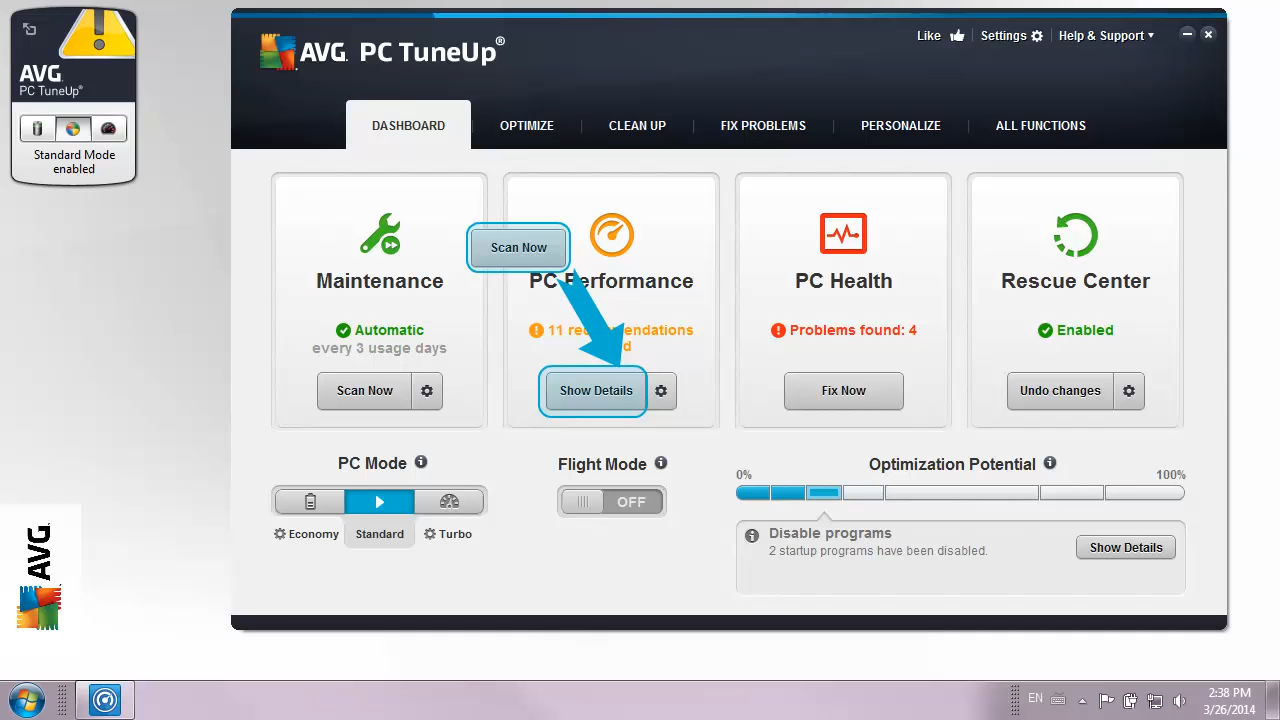 AVG
PC TuneUp®
Standard Mode
enabled
AVG PC TuneUp®
Like
Settings
Help & Support
DASHBOARD
OPTIMIZE
CLEAN UP
FIX PROBLEMS
PERSONALIZE
ALL FUNCTIONS
Maintenance
Automatic
every 3 usage days
Scan Now
Scan Now
PC Performance
11 recommendations
Show Details
PC Health
Problems found: 4
Fix Now
Rescue Center
Enabled
Undo changes
PC Mode
Economy
Standard
Turbo
Flight Mode
OFF
Optimization Potential
0%
100%
Disable programs
2 startup programs have been disabled.
Show Details
AVG
EN
2:38 PM
3/26/2014